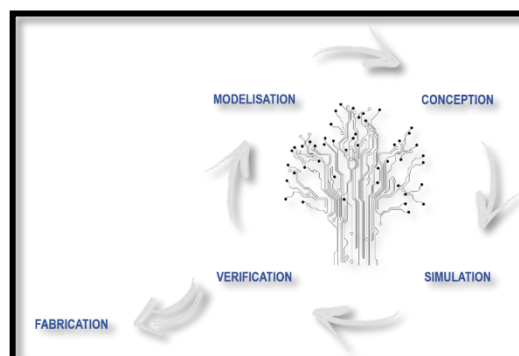 MODELISATION
CONCEPTION
VERIFICATION
SIMULATION
FABRICATION